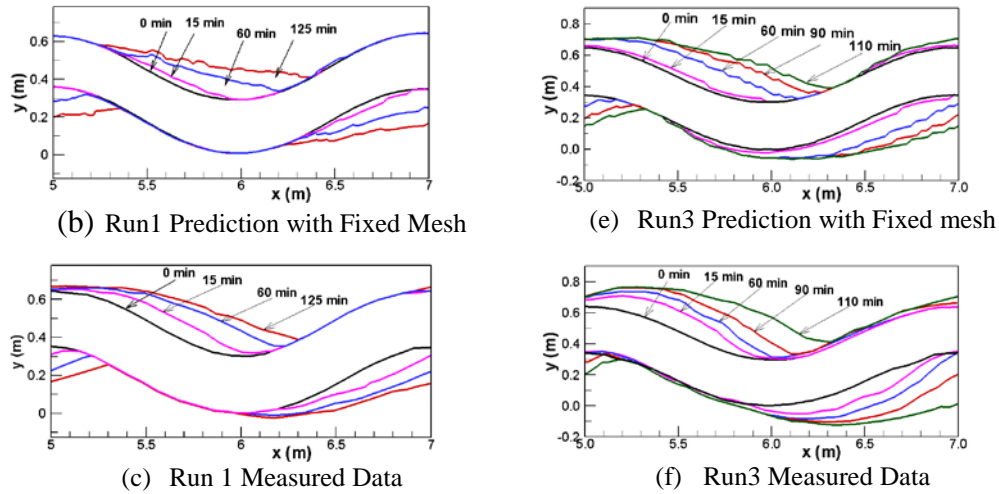 0 min 15 min 60 min 125 min
y (m)
0.6
0.4
0.2
0
5 5.5 6 6.5 7
x (m)
(b) Run1 Prediction with Fixed Mesh
0 min 15 min 60 min 90 min 110 min
y (m)
0.8
0.6
0.4
0.2
0.0
-0.2
5.0 5.5 6.0 6.5 7.0
x (m)
(e) Run3 Prediction with Fixed mesh
0 min 15 min 60 min 125 min
y (m)
0.6
0.4
0.2
0
5 5.5 6 6.5 7
x (m)
(c) Run 1 Measured Data
0 min 15 min 60 min 90 min 110 min
y (m)
0.8
0.6
0.4
0.2
0.0
-0.2
5.0 5.5 6.0 6.5 7.0
x (m)
(f) Run3 Measured Data